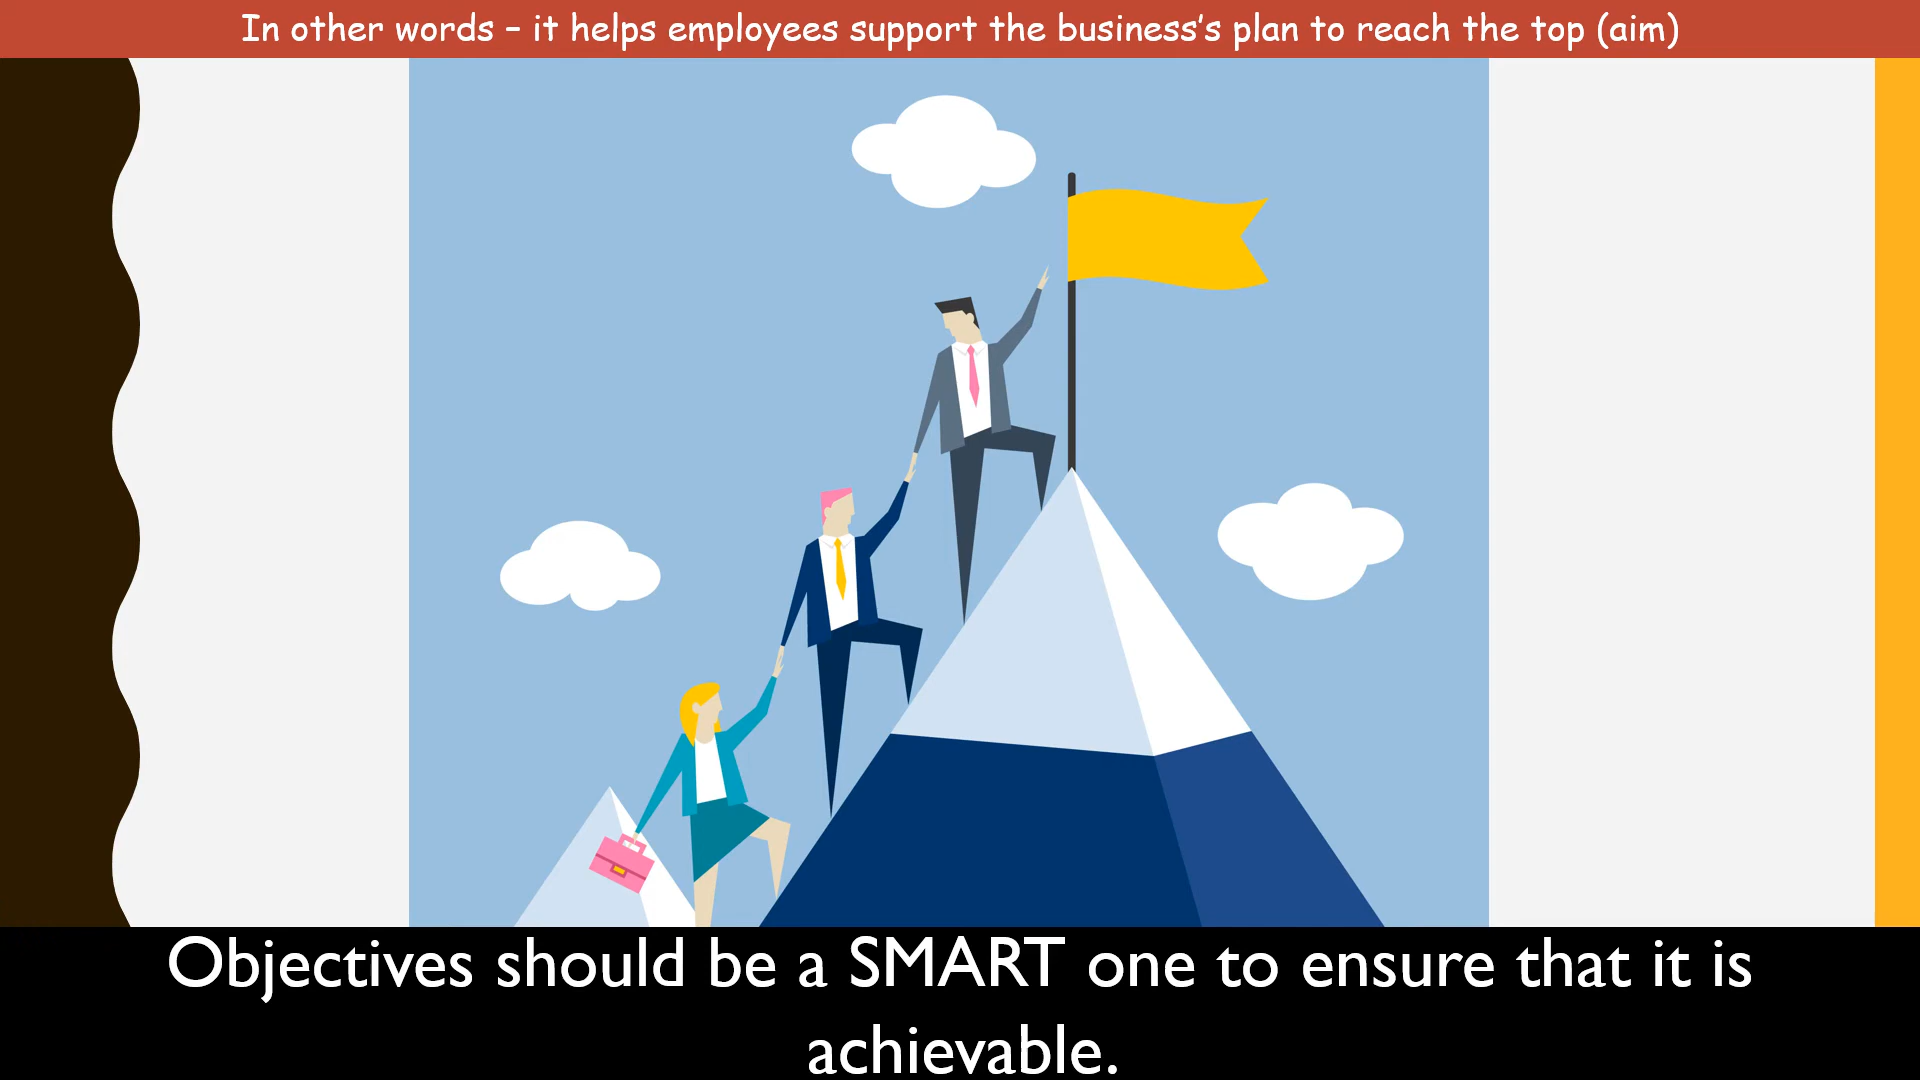 In other words – it helps employees support the business’s plan to reach the top (aim)
Objectives should be a SMART one to ensure that it is
achievable.